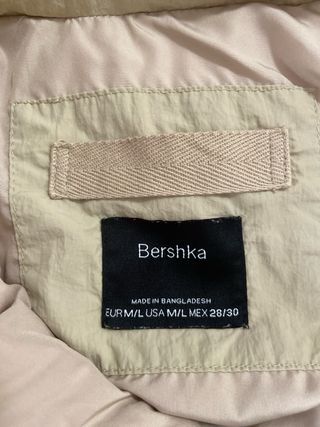 Bershka
MADE IN BANGLADESH
EUR M/L USA M/L MEX 28/30